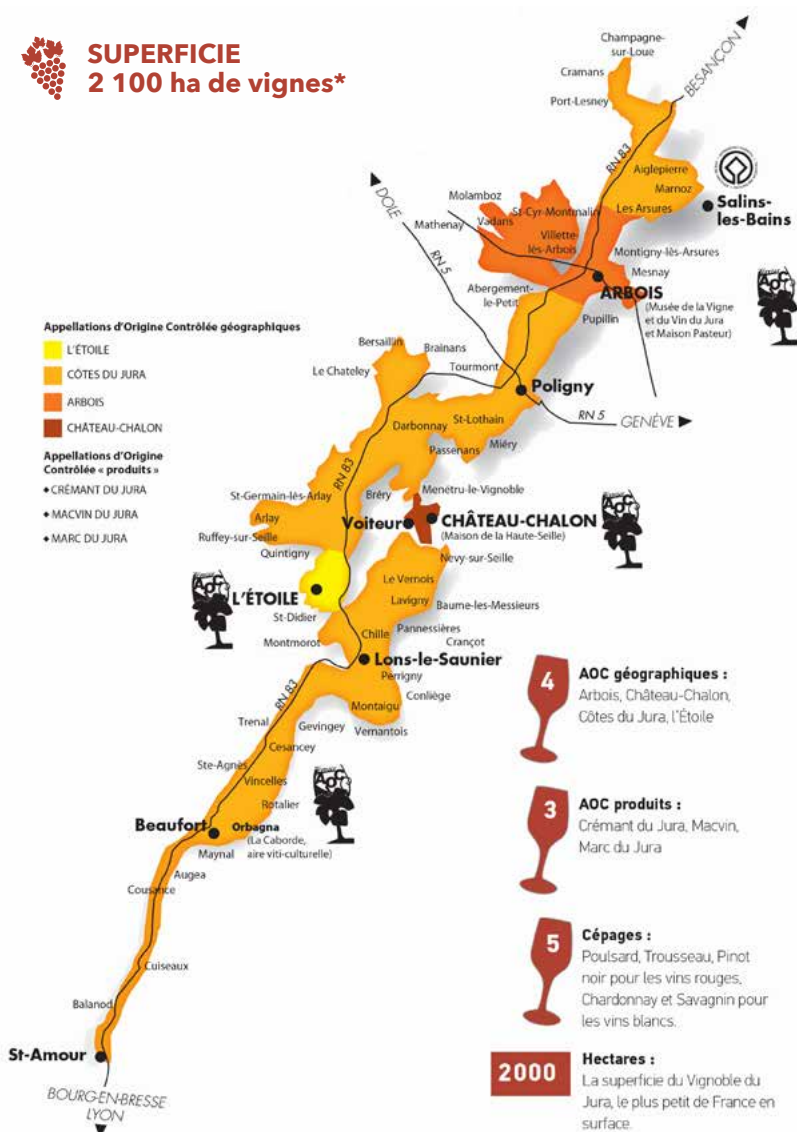 SUPERFICIE
2 100 ha de vignes*
Champagne-
sur-Loue
Cramans
Port-Lesney
BESANÇON
RN 83
Aiglepierre
Marnoz
Les Arsures
Salins-
les-Bains
DOLE
RN 5
Molamboz
Mathenay
Vadans
St-Cyr-Montmalin
Villette
lès-Arbois
Montigny-lès-Arsures
Mesnay
ARBOIS
(Musée de la Vigne
et du Vin du Jura
et Maison Pasteur)
Abergement-
le-Petit
Pupillin
AOC
Appellations d'Origine Contrôlée géographiques
L'ÉTOILE
CÔTES DU JURA
ARBOIS
CHÂTEAU-CHALON
Appellations d'Origine
Contrôlée « produits »
CRÉMANT DU JURA
MACVIN DU JURA
MARC DU JURA
Bersaillin
Brainans
Le Chateley
Tourmont
Poligny
RN 5
GENÉVE
Darbonnay
St-Lothain
Miéry
Passenans
RN 83
St-Germain-lès-Arlay
Bréry
Menétru-le-Vignoble
Arlay
Voiteur
CHÂTEAU-CHALON
(Maison de la Haute-Seille)
AOC
Ruffey-sur-Seille
Quintigny
Nevy-sur-Seille
Le Vernois
L'ÉTOILE
AOC
Lavigny
Baume-les-Messieurs
St-Didier
Chille
Pannessières
Montmorot
Crançot
Lons-le-Saunier
Perrigny
Conliège
RN 83
Montaigu
Trenal
Gevingey
Vernantois
Cesancey
Ste-Agnès
Vincelles
AOC
Rotalier
Beaufort
Orbagna
(La Caborde,
aire viti-culturelle)
Maynal
Augea
Cousance
Cuiseaux
Balanod
St-Amour
BOURG-EN-BRESSE
LYON
4
AOC géographiques :
Arbois, Château-Chalon,
Côtes du Jura, l'Étoile
3
AOC produits :
Crémant du Jura, Macvin,
Marc du Jura
5
Cépages :
Poulsard, Trousseau, Pinot
noir pour les vins rouges,
Chardonnay et Savagnin pour
les vins blancs.
2000
Hectares :
La superficie du Vignoble du
Jura, le plus petit de France en
surface.